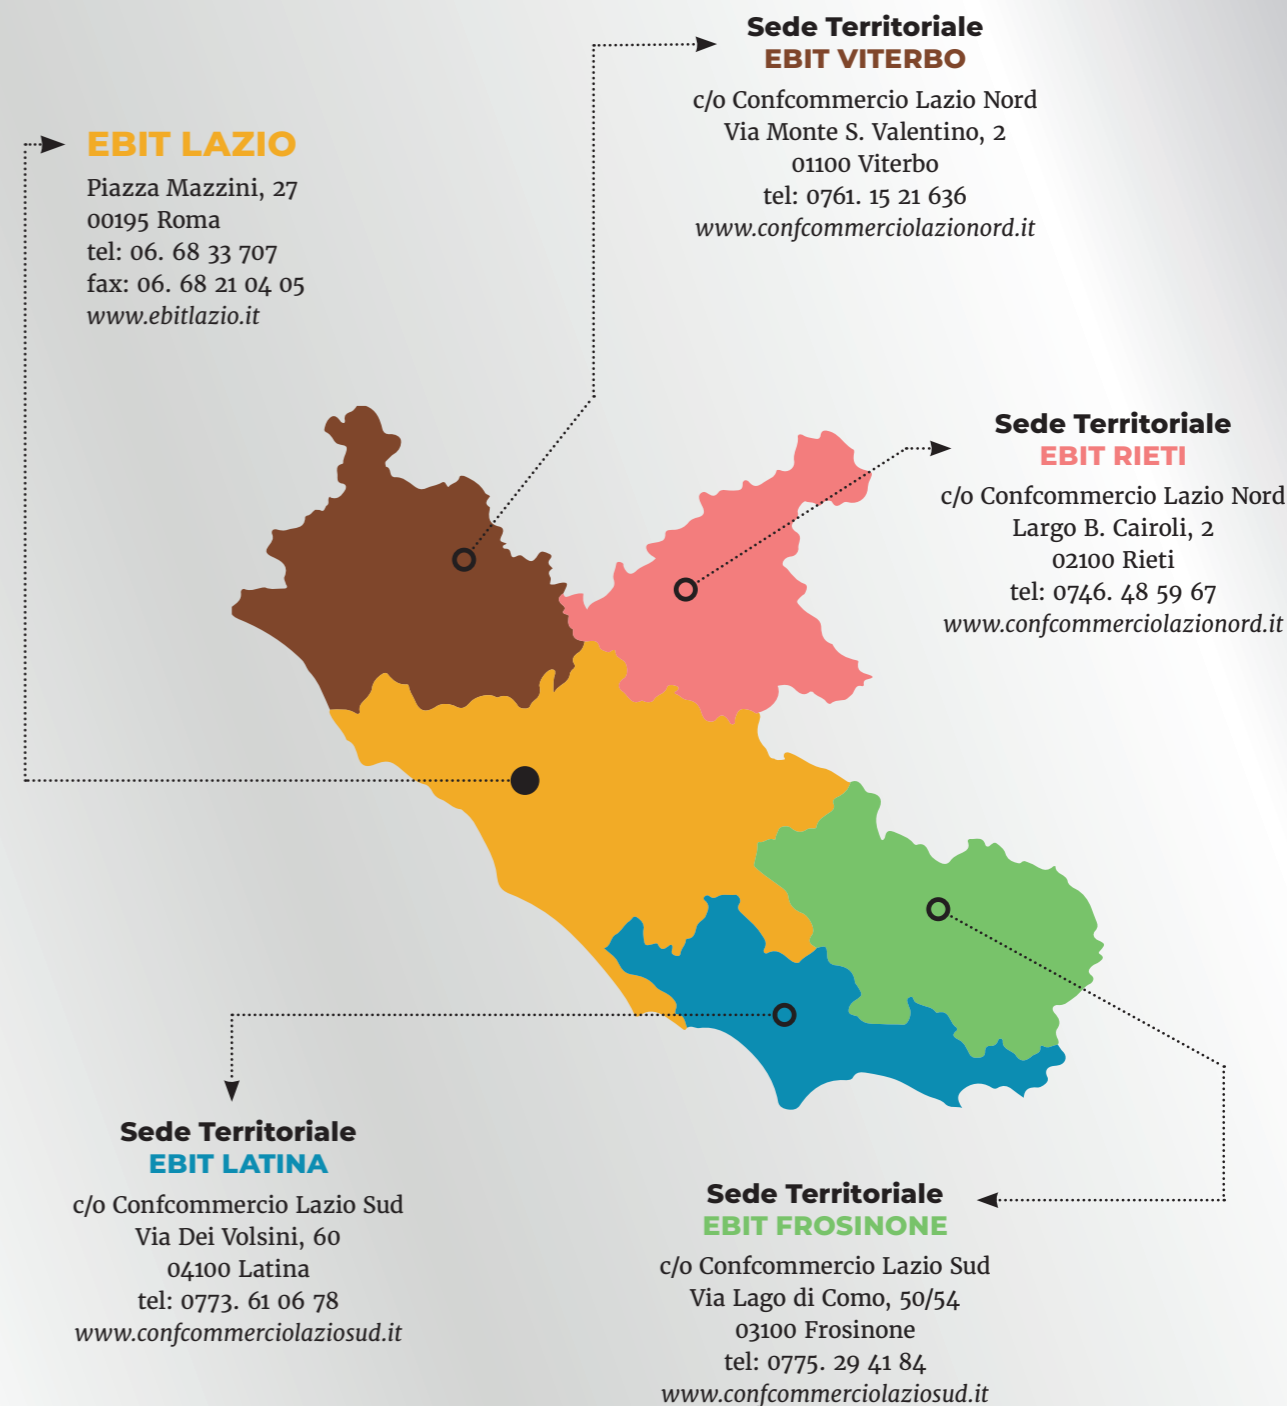 Sede Territoriale
EBIT VITERBO
c/o Confcommercio Lazio Nord
Via Monte S. Valentino, 2
01100 Viterbo
tel: 0761. 15 21 636
www.confcommerciolazionord.it
EBIT LAZIO
Piazza Mazzini, 27
00195 Roma
tel: 06. 68 33 707
fax: 06. 68 21 04 05
www.ebitlazio.it
Sede Territoriale
EBIT RIETI
c/o Confcommercio Lazio Nord
Largo B. Cairoli, 2
02100 Rieti
tel: 0746. 48 59 67
www.confcommerciolazionord.it
Sede Territoriale
EBIT LATINA
c/o Confcommercio Lazio Sud
Via Dei Volsini, 60
04100 Latina
tel: 0773. 61 06 78
www.confcommerciolaziosud.it
Sede Territoriale
EBIT FROSINONE
c/o Confcommercio Lazio Sud
Via Lago di Como, 50/54
03100 Frosinone
tel: 0775. 29 41 84
www.confcommerciolaziosud.it